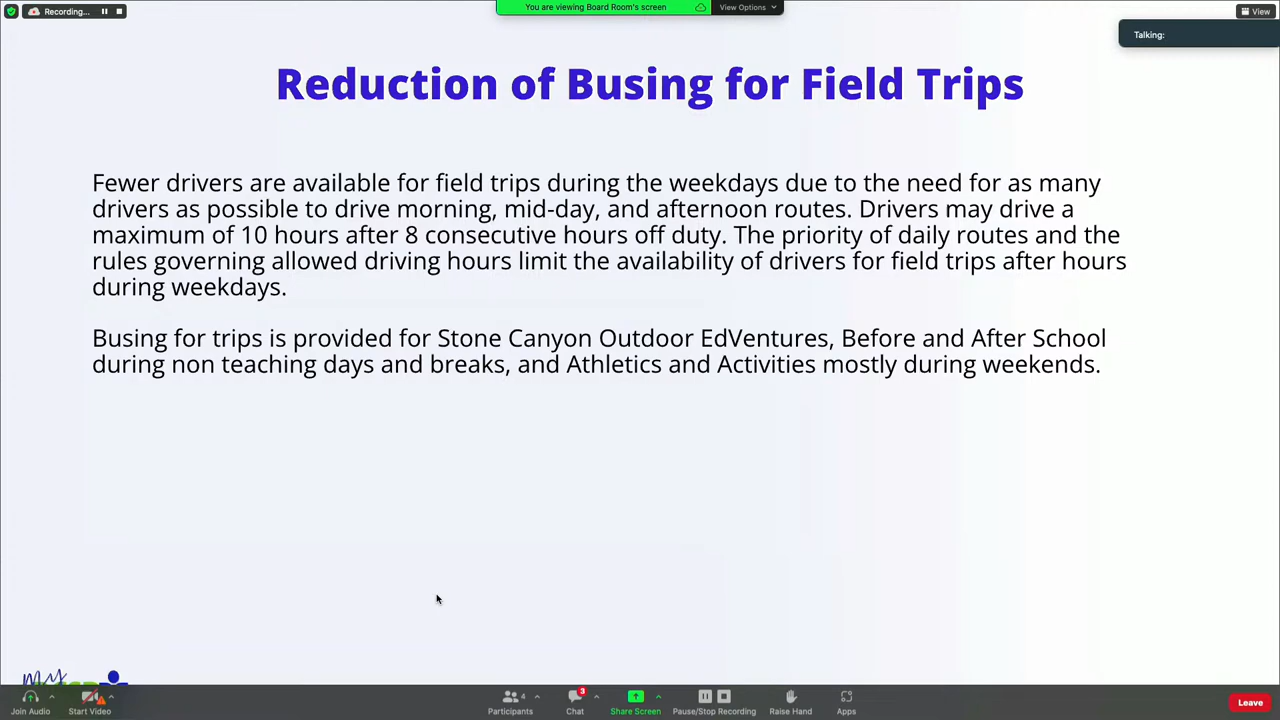 Recording...
You are viewing Board Room's screen
View Options
View
Talking:
Reduction of Busing for Field Trips
Fewer drivers are available for field trips during the weekdays due to the need for as many
drivers as possible to drive morning, mid-day, and afternoon routes. Drivers may drive a
maximum of 10 hours after 8 consecutive hours off duty. The priority of daily routes and the
rules governing allowed driving hours limit the availability of drivers for field trips after hours
during weekdays.
Busing for trips is provided for Stone Canyon Outdoor EdVentures, Before and After School
during non teaching days and breaks, and Athletics and Activities mostly during weekends.
my
4
3
Join Audio
Start Video
Participants
Chat
Share Screen
Pause/Stop Recording
Raise Hand
Apps
Leave